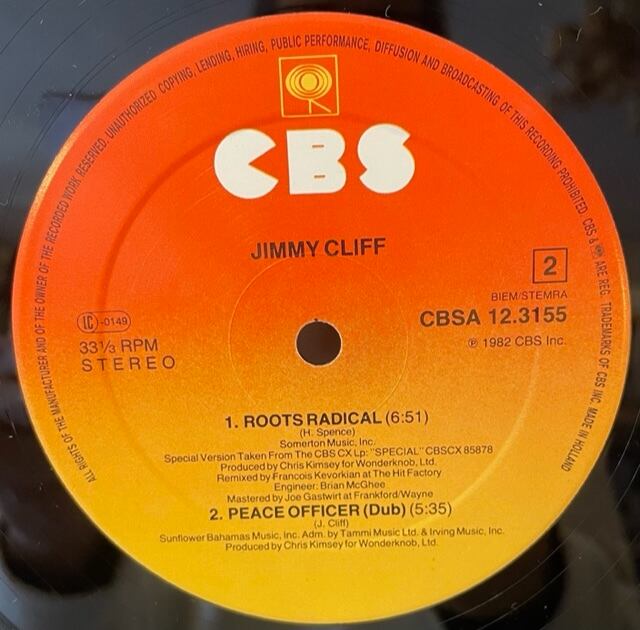 ALL RIGHTS OF THE MANUFACTURER AND OF THE OWNER OF THE RECORDED WORK RESERVED. UNAUTHORIZED COPYING, LENDING, HIRING, PUBLIC PERFORMANCE, DIFFUSION AND BROADCASTING OF THIS RECORDING PROHIBITED. CBS & ARE REG. TRADEMARKS OF CBS INC. MADE IN HOLLAND
CBS
JIMMY CLIFF
2
BIEM/STEMRA
CBSA 12.3155
℗ 1982 CBS Inc.
LC-0149
33⅓ RPM
STEREO
1. ROOTS RADICAL (6:51)
(H. Spence)
Somerton Music, Inc.
Special Version Taken From The CBS CX Lp: "SPECIAL" CBSCX 85878
Produced by Chris Kimsey for Wonderknob, Ltd.
Remixed by Francois Kevorkian at The Hit Factory
Engineer: Brian McGhee
Mastered by Joe Gastwirt at Frankford/Wayne
2. PEACE OFFICER (Dub) (5:35)
(J. Cliff)
Sunflower Bahamas Music, Inc. Adm. by Tammi Music Ltd. & Irving Music, Inc.
Produced by Chris Kimsey for Wonderknob, Ltd.